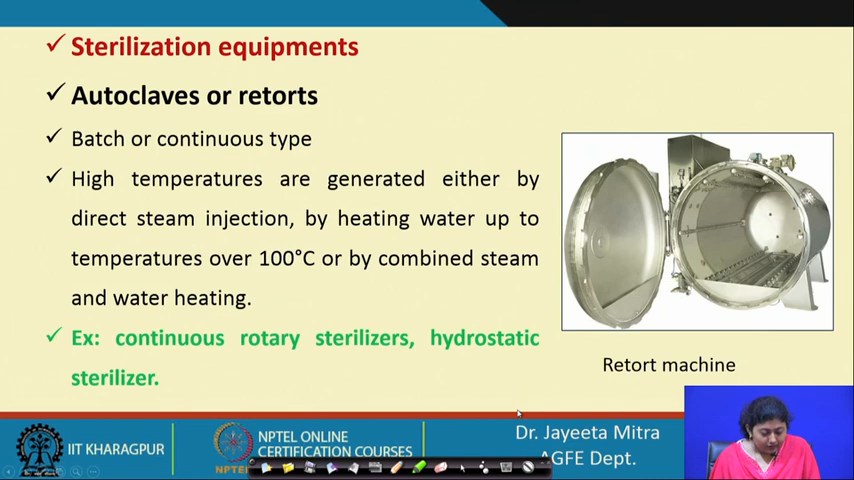 Sterilization equipments
Autoclaves or retorts
Batch or continuous type
High temperatures are generated either by
direct steam injection, by heating water up to
temperatures over 100°C or by combined steam
and water heating.
Ex: continuous rotary sterilizers, hydrostatic
sterilizer.
Retort machine
IIT KHARAGPUR
NPTEL ONLINE
CERTIFICATION COURSES
NPTEL
Dr. Jayeeta Mitra
AGFE Dept.